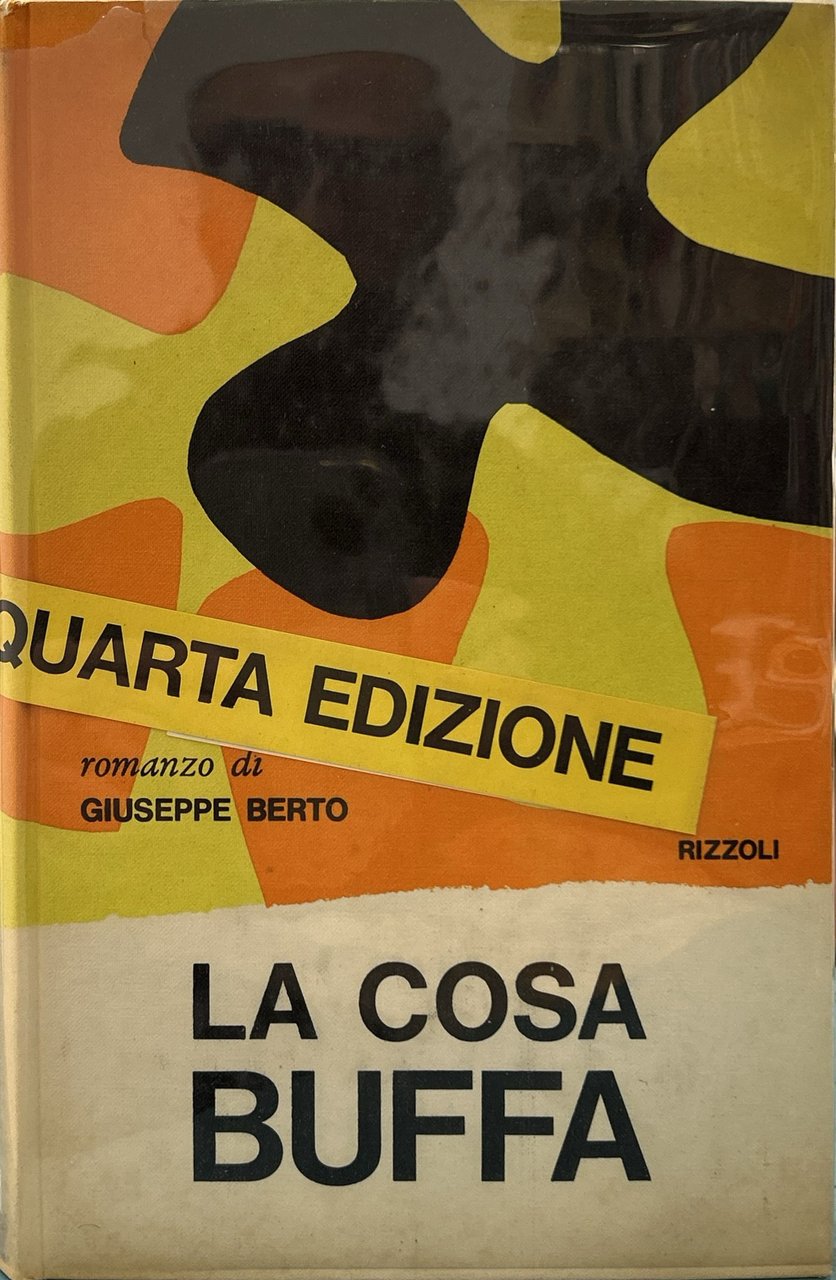 QUARTA EDIZIONE
romanzo di
GIUSEPPE BERTO
RIZZOLI
LA COSA
BUFFA